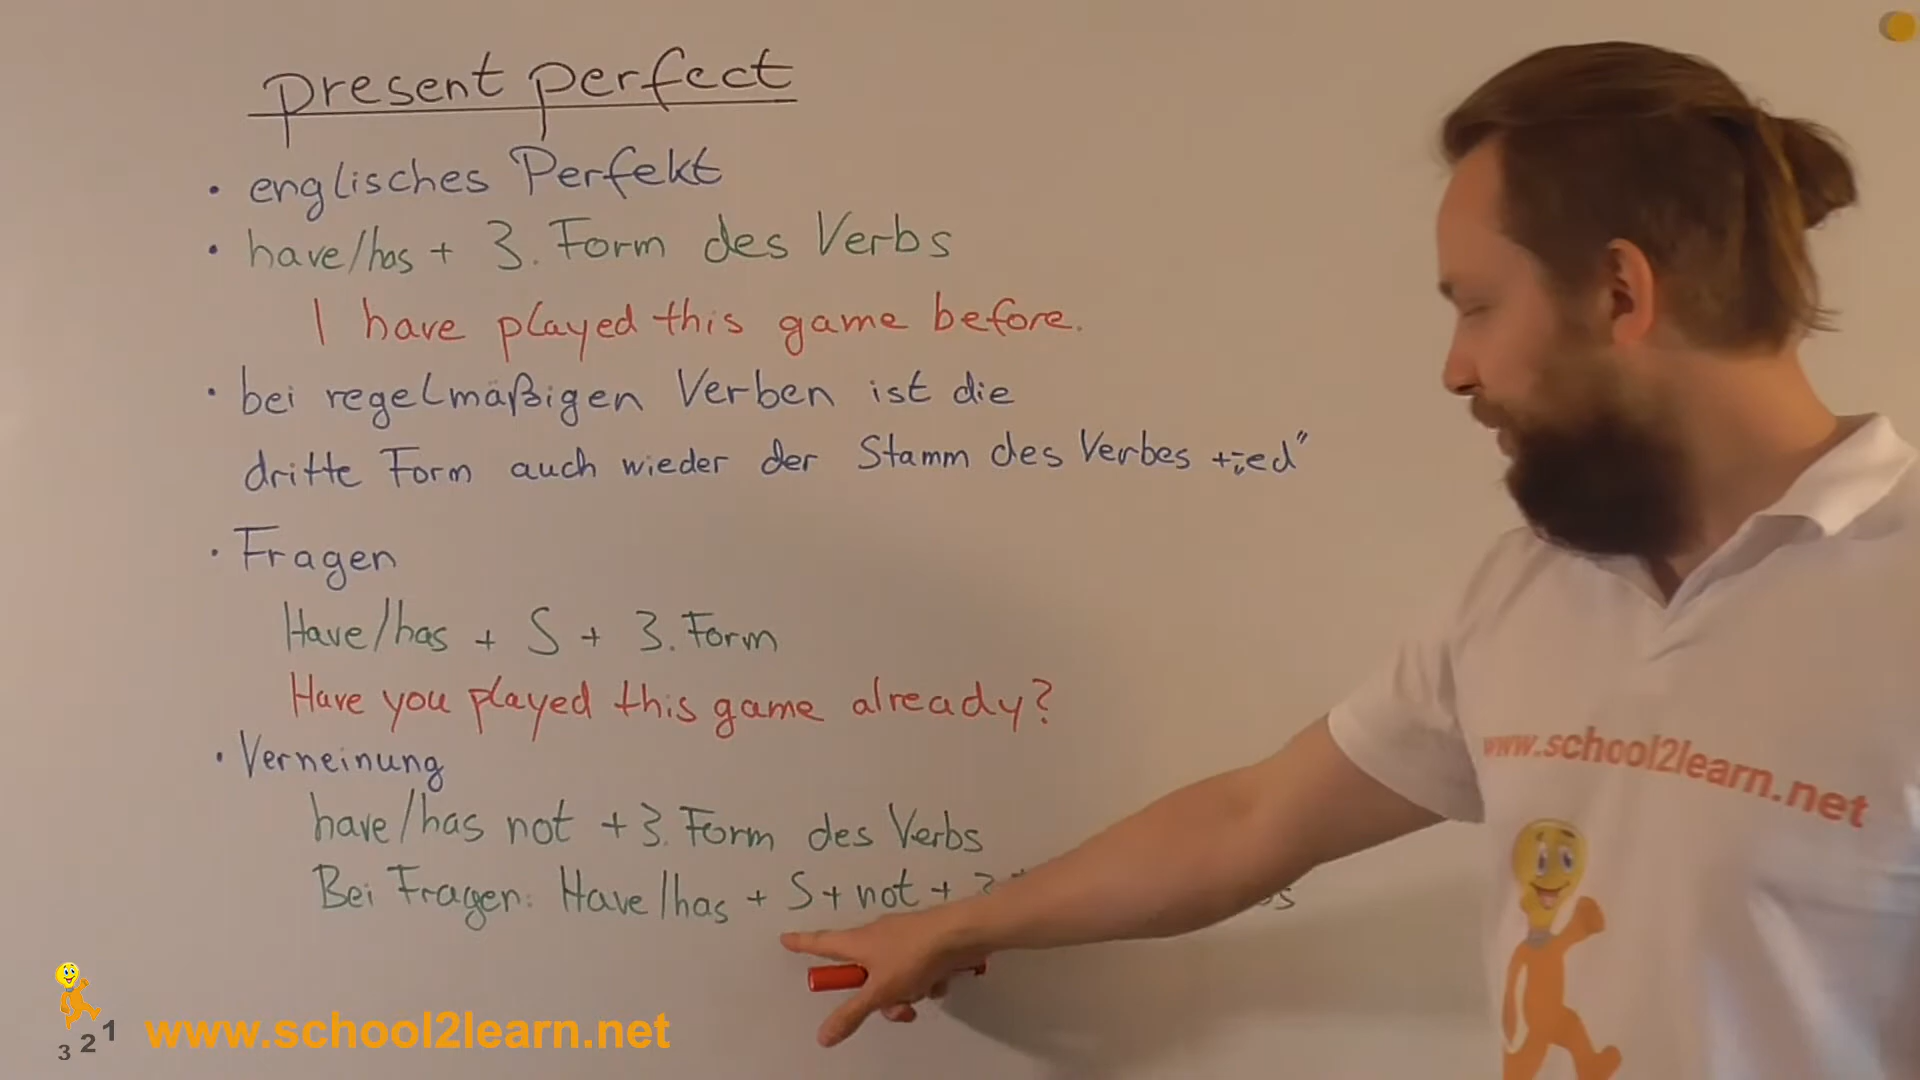 present perfect
• englisches Perfekt
• have/has + 3. Form des Verbs
I have played this game before.
• bei regelmäßigen Verben ist die
dritte Form auch wieder der Stamm des Verbes + „ed"
• Fragen
Have/has + S + 3. Form
Have you played this game already?
• Verneinung
have/has not + 3. Form des Verbs
Bei Fragen: Have/has + S + not + 3.
www.school2learn.net
3 2 1 www.school2learn.net